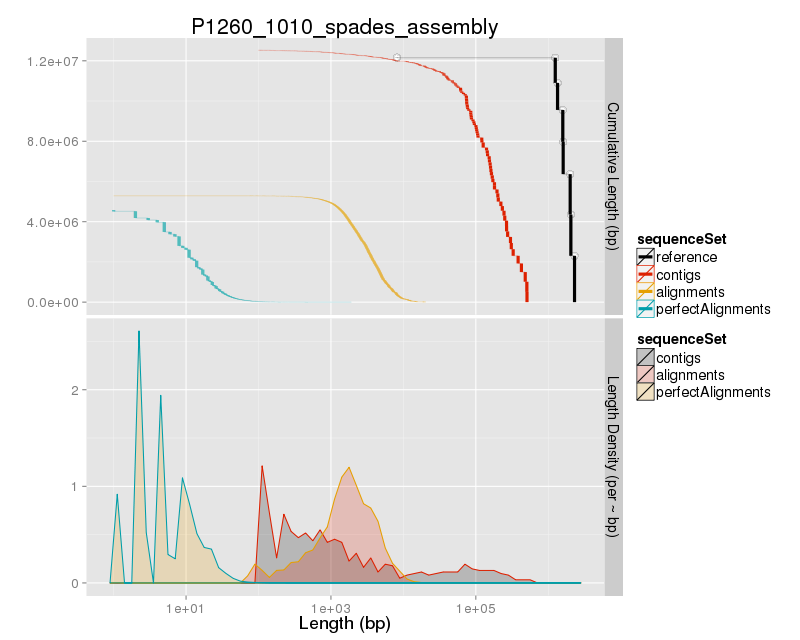 P1260_1010_spades_assembly
1.2e+07
8.0e+06
4.0e+06
0.0e+00
Cumulative Length (bp)
2
1
0
Length Density (per ~ bp)
1e+01
1e+03
1e+05
Length (bp)
sequenceSet
reference
contigs
alignments
perfectAlignments
sequenceSet
contigs
alignments
perfectAlignments